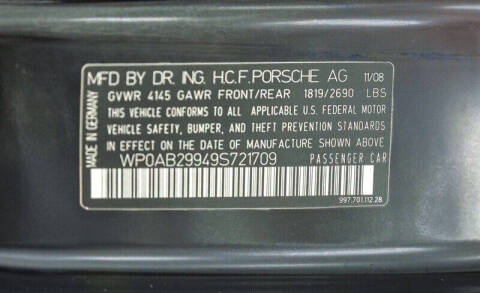 MFD BY DR. ING. H.C.F. PORSCHE AG 11/08
GVWR 4145 GAWR FRONT/REAR 1819/2690 LBS
THIS VEHICLE CONFORMS TO ALL APPLICABLE U.S. FEDERAL MOTOR
VEHICLE SAFETY, BUMPER, AND THEFT PREVENTION STANDARDS
IN EFFECT ON THE DATE OF MANUFACTURE SHOWN ABOVE
WP0AB29949S721709 PASSENGER CAR
MADE IN GERMANY
997.701.112.28